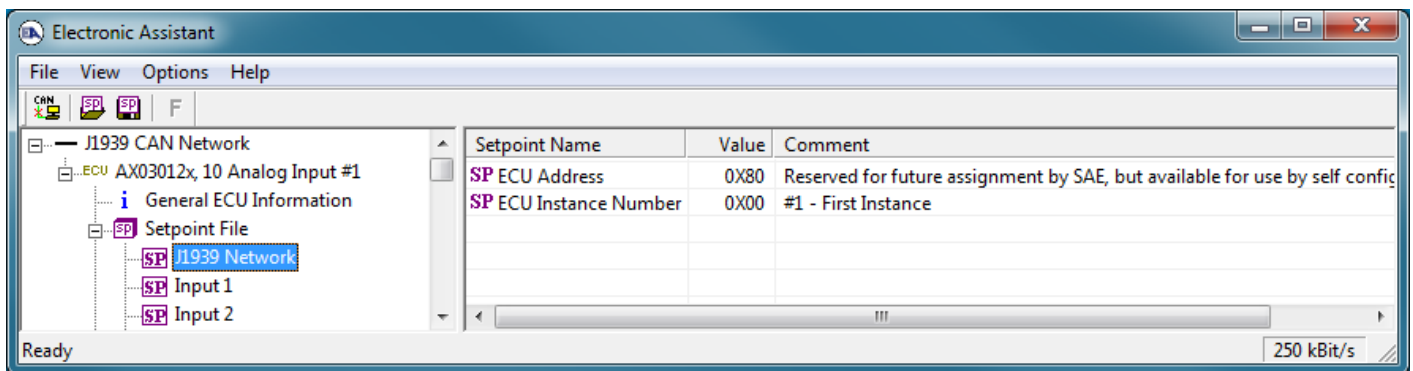 EA Electronic Assistant
File View Options Help
CAN SP SP F
J1939 CAN Network
ECU AX03012x, 10 Analog Input #1
i General ECU Information
SP Setpoint File
SP J1939 Network
SP Input 1
SP Input 2
Setpoint Name Value Comment
SP ECU Address 0X80 Reserved for future assignment by SAE, but available for use by self config
SP ECU Instance Number 0X00 #1 - First Instance
Ready 250 kBit/s